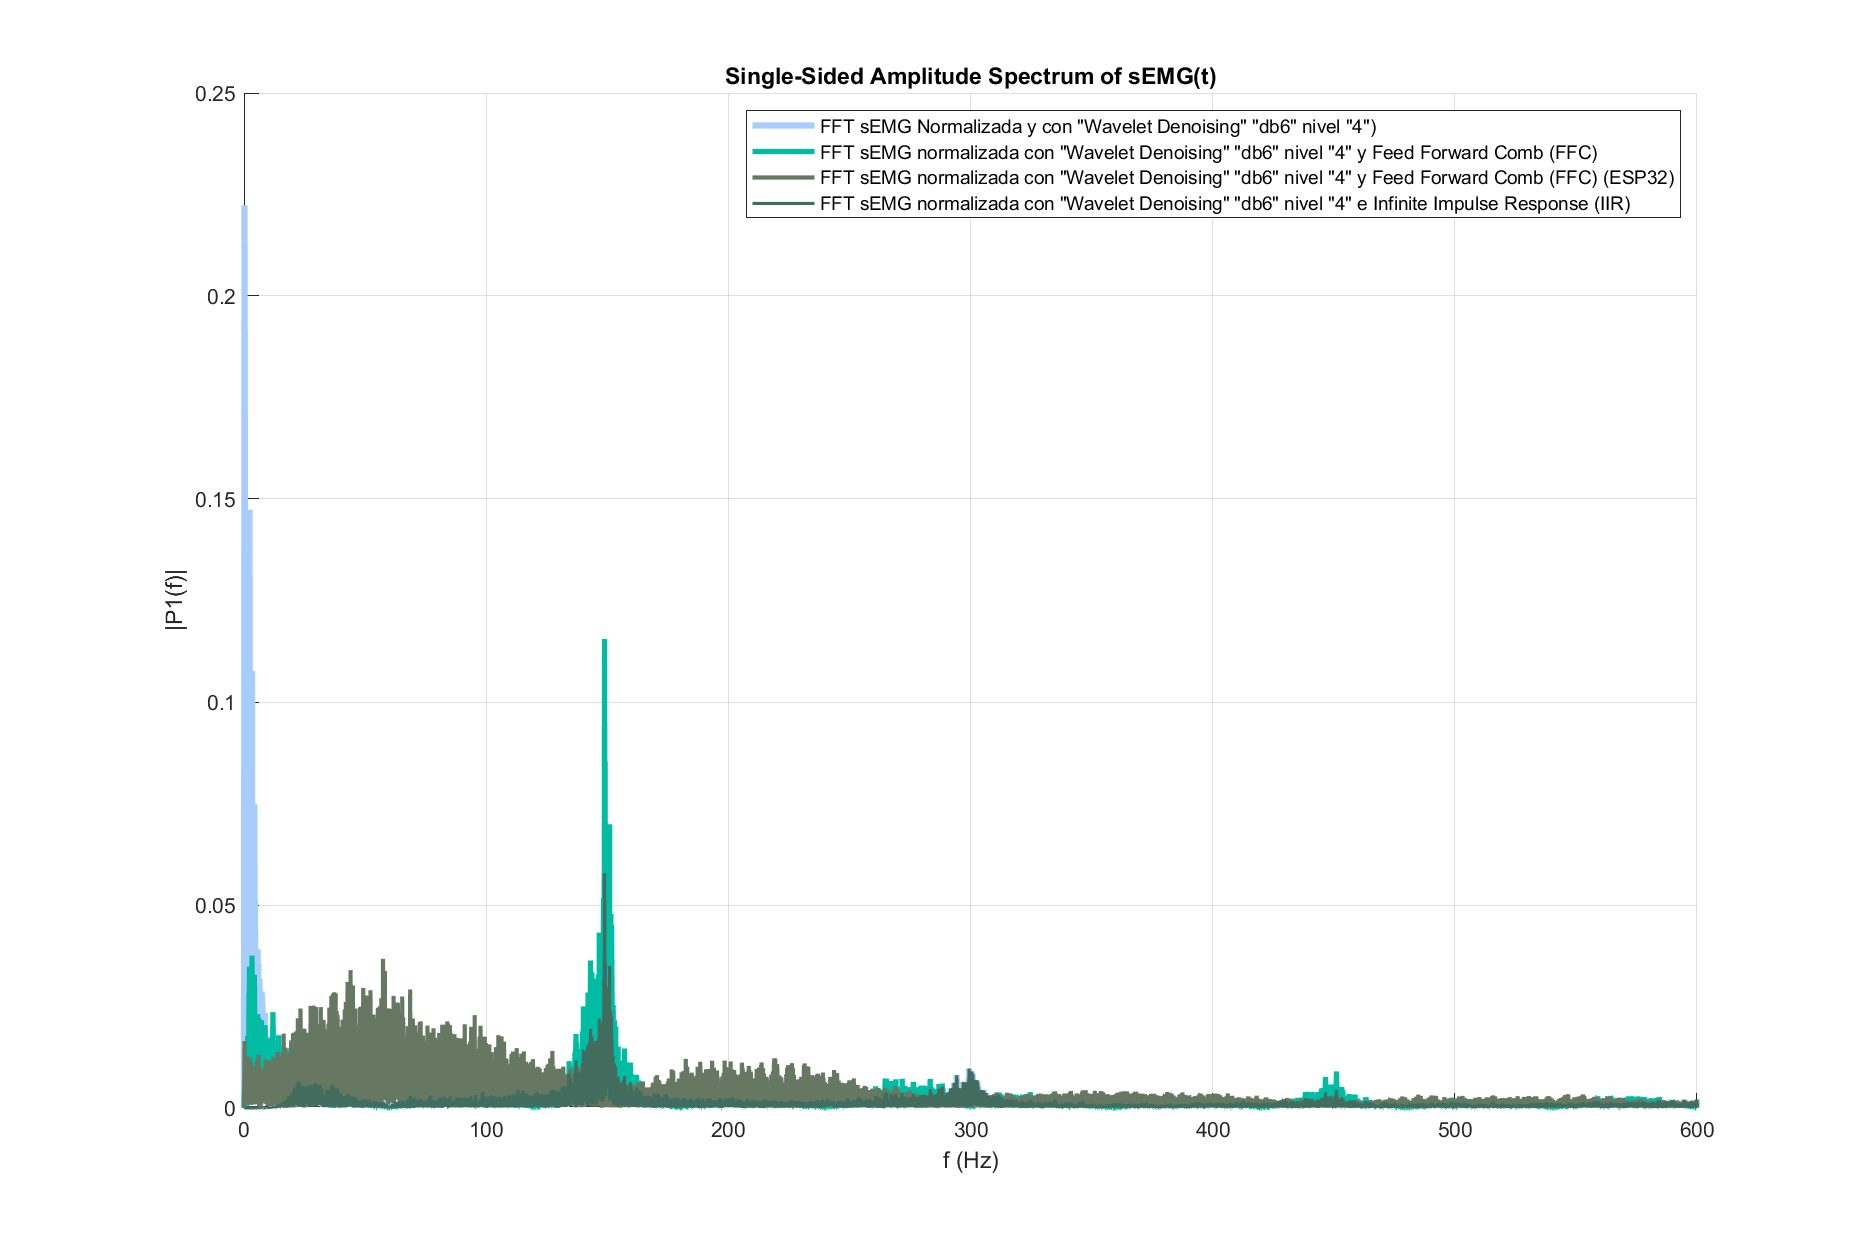 Single-Sided Amplitude Spectrum of sEMG(t)
FFT sEMG Normalizada y con "Wavelet Denoising" "db6" nivel "4")
FFT sEMG normalizada con "Wavelet Denoising" "db6" nivel "4" y Feed Forward Comb (FFC)
FFT sEMG normalizada con "Wavelet Denoising" "db6" nivel "4" y Feed Forward Comb (FFC) (ESP32)
FFT sEMG normalizada con "Wavelet Denoising" "db6" nivel "4" e Infinite Impulse Response (IIR)
0.25
0.2
0.15
0.1
0.05
0
|P1(f)|
0 100 200 300 400 500 600
f (Hz)